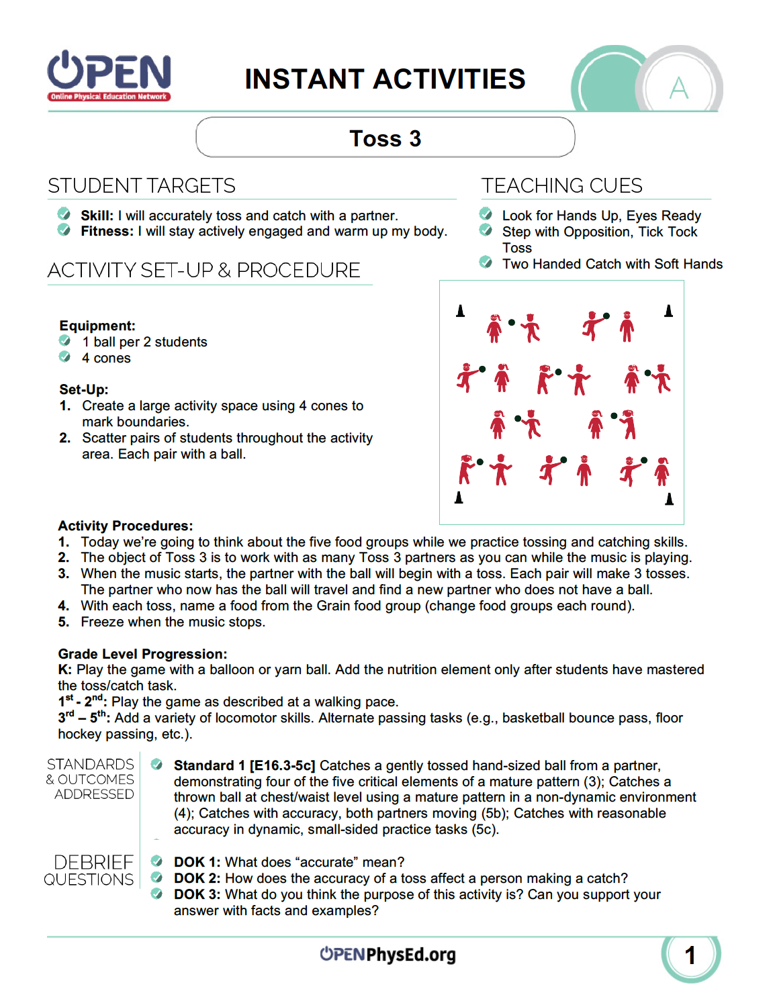 OPEN
Online Physical Education Network
INSTANT ACTIVITIES
A
Toss 3
STUDENT TARGETS
Skill: I will accurately toss and catch with a partner.
Fitness: I will stay actively engaged and warm up my body.
TEACHING CUES
Look for Hands Up, Eyes Ready
Step with Opposition, Tick Tock
Toss
Two Handed Catch with Soft Hands
ACTIVITY SET-UP & PROCEDURE
Equipment:
1 ball per 2 students
4 cones
Set-Up:
1. Create a large activity space using 4 cones to
mark boundaries.
2. Scatter pairs of students throughout the activity
area. Each pair with a ball.
Activity Procedures:
1. Today we're going to think about the five food groups while we practice tossing and catching skills.
2. The object of Toss 3 is to work with as many Toss 3 partners as you can while the music is playing.
3. When the music starts, the partner with the ball will begin with a toss. Each pair will make 3 tosses.
The partner who now has the ball will travel and find a new partner who does not have a ball.
4. With each toss, name a food from the Grain food group (change food groups each round).
5. Freeze when the music stops.
Grade Level Progression:
K: Play the game with a balloon or yarn ball. Add the nutrition element only after students have mastered
the toss/catch task.
1st - 2nd: Play the game as described at a walking pace.
3rd – 5th: Add a variety of locomotor skills. Alternate passing tasks (e.g., basketball bounce pass, floor
hockey passing, etc.).
STANDARDS
& OUTCOMES
ADDRESSED
Standard 1 [E16.3-5c] Catches a gently tossed hand-sized ball from a partner,
demonstrating four of the five critical elements of a mature pattern (3); Catches a
thrown ball at chest/waist level using a mature pattern in a non-dynamic environment
(4); Catches with accuracy, both partners moving (5b); Catches with reasonable
accuracy in dynamic, small-sided practice tasks (5c).
DEBRIEF
QUESTIONS
DOK 1: What does “accurate” mean?
DOK 2: How does the accuracy of a toss affect a person making a catch?
DOK 3: What do you think the purpose of this activity is? Can you support your
answer with facts and examples?
OPENPhysEd.org
1